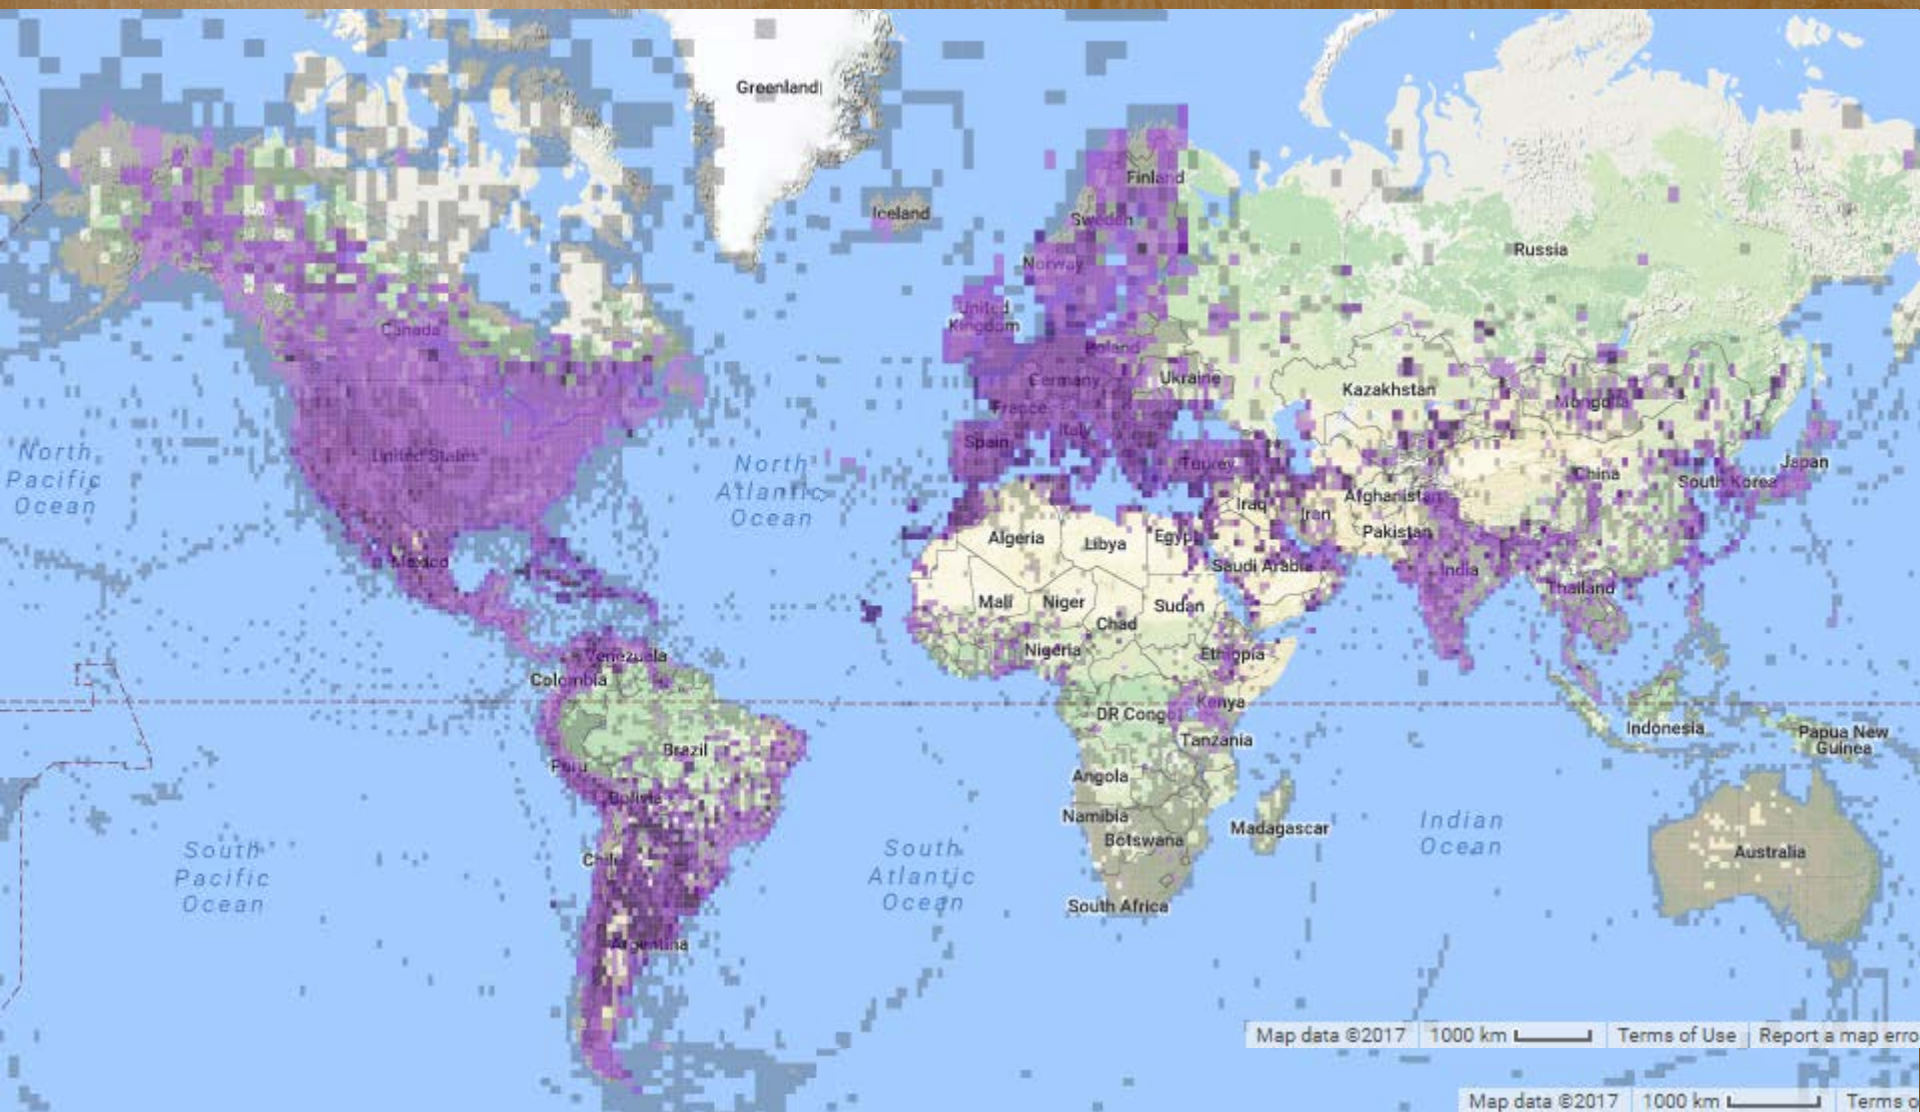 Greenland
Iceland
Finland
Sweden
Norway
Russia
United
Kingdom
Canada
Poland
Germany
Ukraine
Kazakhstan
Mongolia
France
Italy
Spain
United States
Turkey
North
Pacific
Ocean
North
Atlantic
Ocean
China
Japan
South Korea
Afghanistan
Iraq
Iran
Pakistan
Algeria
Libya
Egypt
Mexico
Saudi Arabia
India
Thailand
Mali
Niger
Sudan
Chad
Nigeria
Ethiopia
Venezuela
Colombia
Kenya
DR Congo
Indonesia
Papua New
Guinea
Tanzania
Brazil
Peru
Angola
Bolivia
Namibia
Botswana
Madagascar
Indian
Ocean
Australia
South
Pacific
Ocean
Chile
South
Atlantic
Ocean
South Africa
Argentina
Map data ©2017 1000 km Terms of Use Report a map erro
Map data ©2017 1000 km Terms o